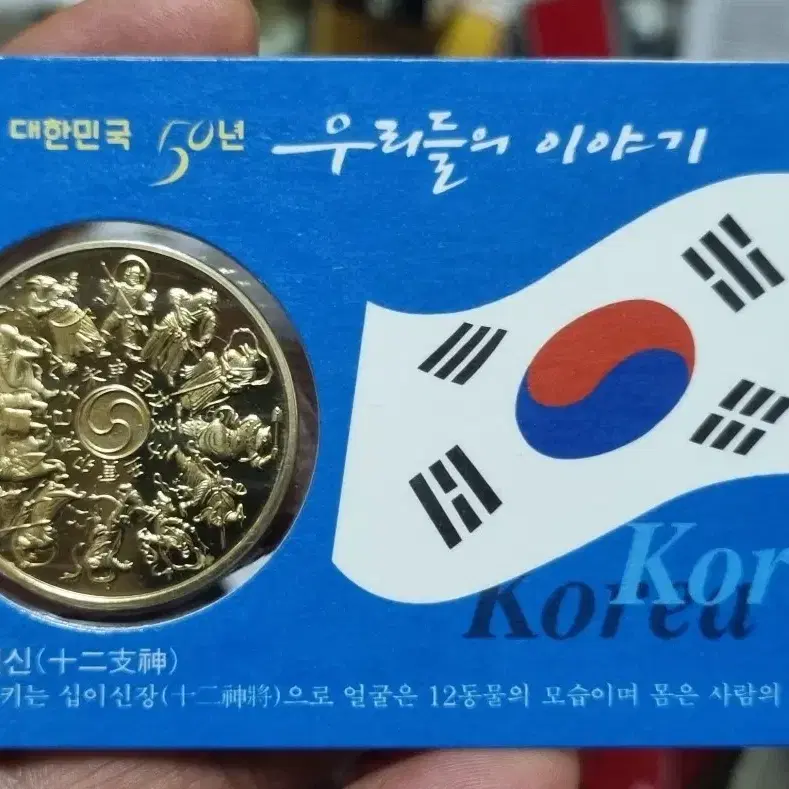 대한민국 50년 우리들의 이야기
Kor
Korea
신(十二支神)
키는 십이신장(十二神將)으로 얼굴은 12동물의 모습이며 몸은 사람의